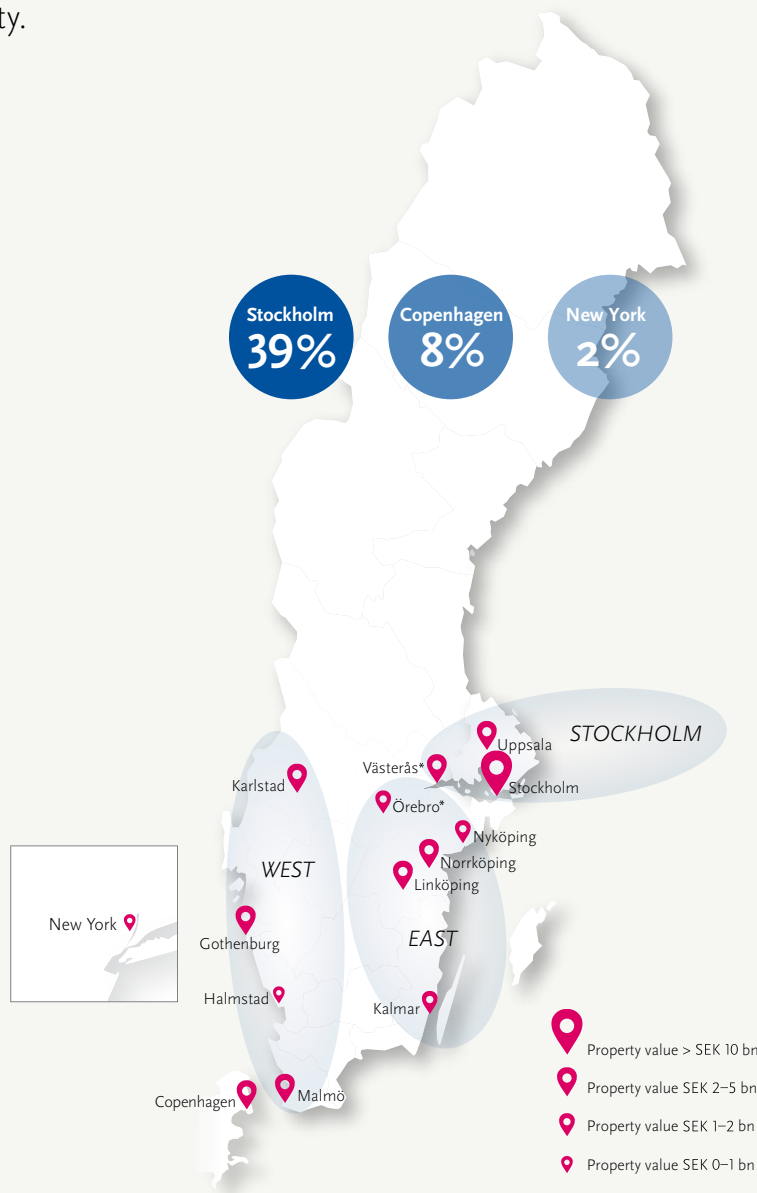 ty.
Stockholm
39%
Copenhagen
8%
New York
2%
STOCKHOLM
Uppsala
Västerås*
Stockholm
Karlstad
Örebro*
Nyköping
Norrköping
WEST
Linköping
New York
EAST
Gothenburg
Halmstad
Kalmar
Copenhagen
Malmö
Property value > SEK 10 bn
Property value SEK 2–5 bn
Property value SEK 1–2 bn
Property value SEK 0–1 bn